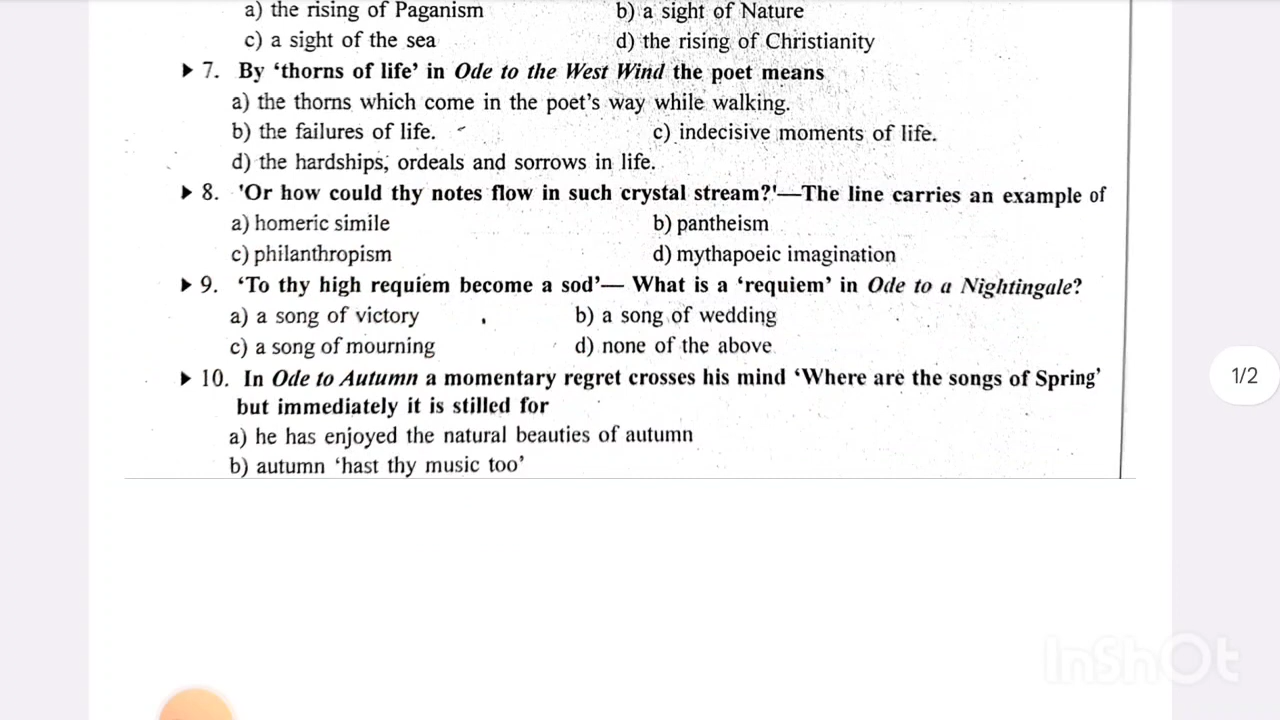 a) the rising of Paganism b) a sight of Nature
c) a sight of the sea d) the rising of Christianity
7. By ‘thorns of life’ in Ode to the West Wind the poet means
a) the thorns which come in the poet’s way while walking.
b) the failures of life. c) indecisive moments of life.
d) the hardships, ordeals and sorrows in life.
8. 'Or how could thy notes flow in such crystal stream?'—The line carries an example of
a) homeric simile b) pantheism
c) philanthropism d) mythapoeic imagination
9. ‘To thy high requiem become a sod’— What is a ‘requiem’ in Ode to a Nightingale?
a) a song of victory b) a song of wedding
c) a song of mourning d) none of the above
10. In Ode to Autumn a momentary regret crosses his mind ‘Where are the songs of Spring’
but immediately it is stilled for
a) he has enjoyed the natural beauties of autumn
b) autumn ‘hast thy music too’
1/2
InShOt